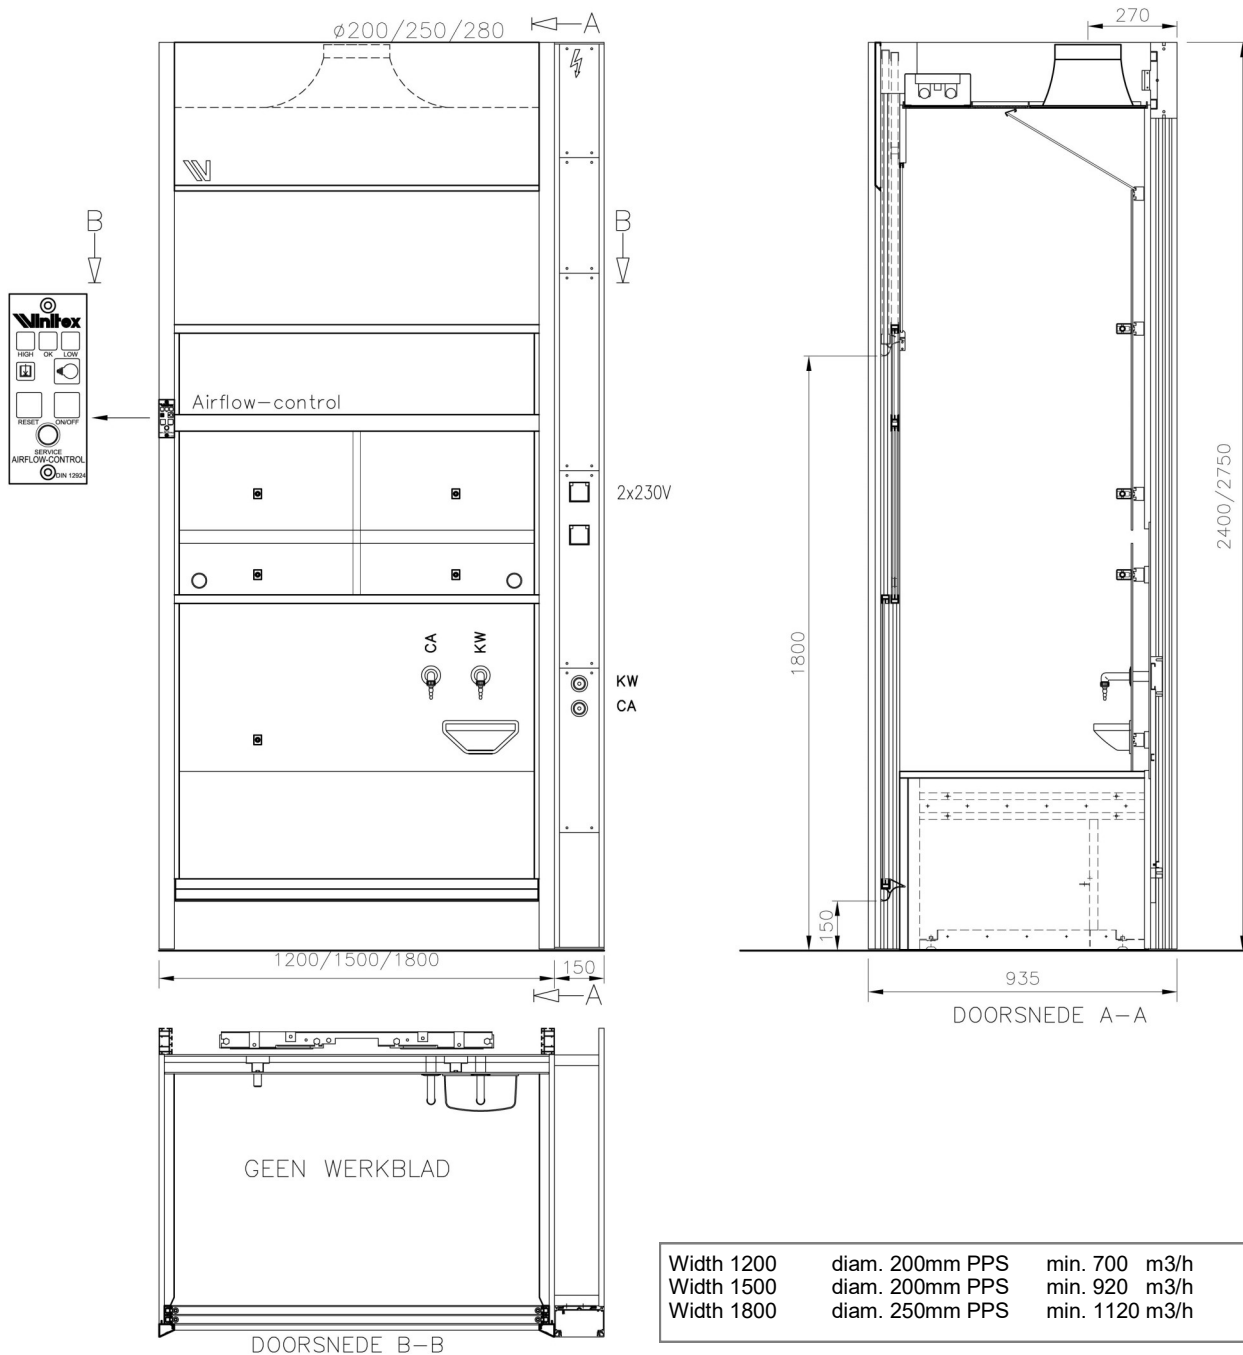 ø200/250/280
A
270
B
B
Winitex
HIGH OK LOW
RESET ON/OFF
SERVICE
AIRFLOW-CONTROL
DIN 12924
Airflow-control
2x230V
CA
KW
KW
CA
1800
2400/2750
150
1200/1500/1800
150
A
935
DOORSNEDE A-A
GEEN WERKBLAD
DOORSNEDE B-B
Width 1200 diam. 200mm PPS min. 700 m3/h
Width 1500 diam. 200mm PPS min. 920 m3/h
Width 1800 diam. 250mm PPS min. 1120 m3/h